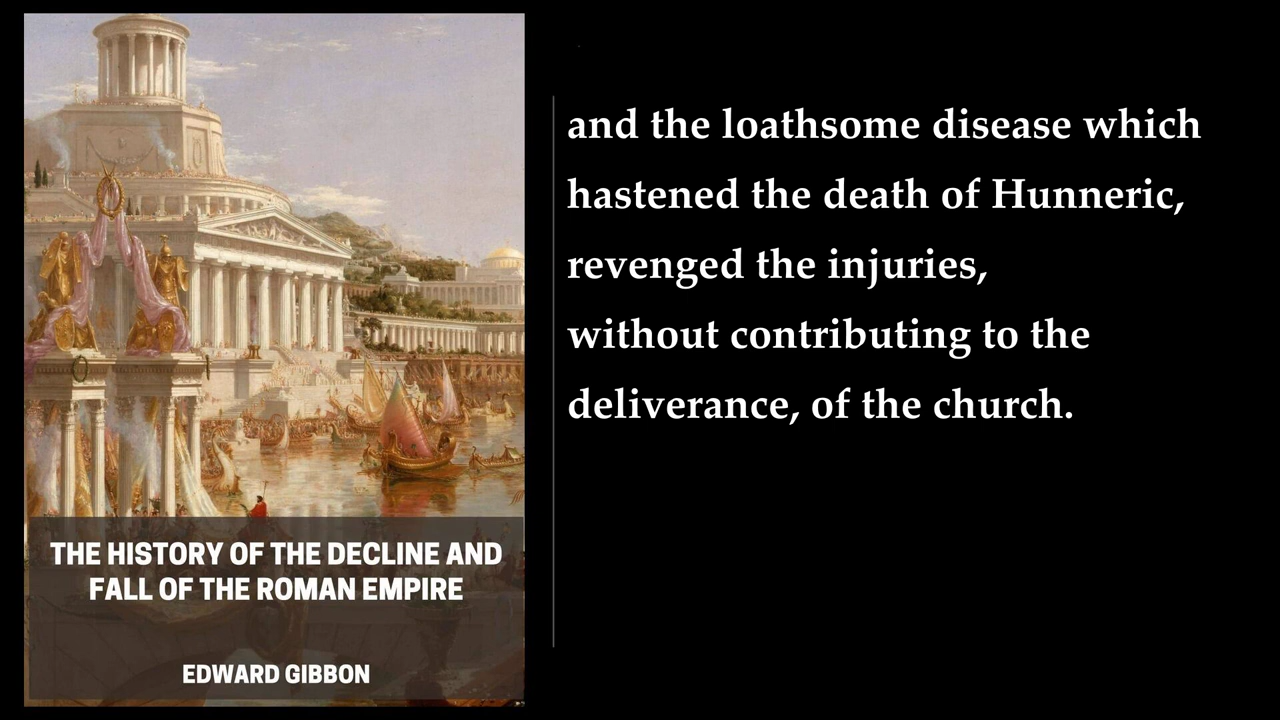 THE HISTORY OF THE DECLINE AND
FALL OF THE ROMAN EMPIRE
EDWARD GIBBON
and the loathsome disease which
hastened the death of Hunneric,
revenged the injuries,
without contributing to the
deliverance, of the church.